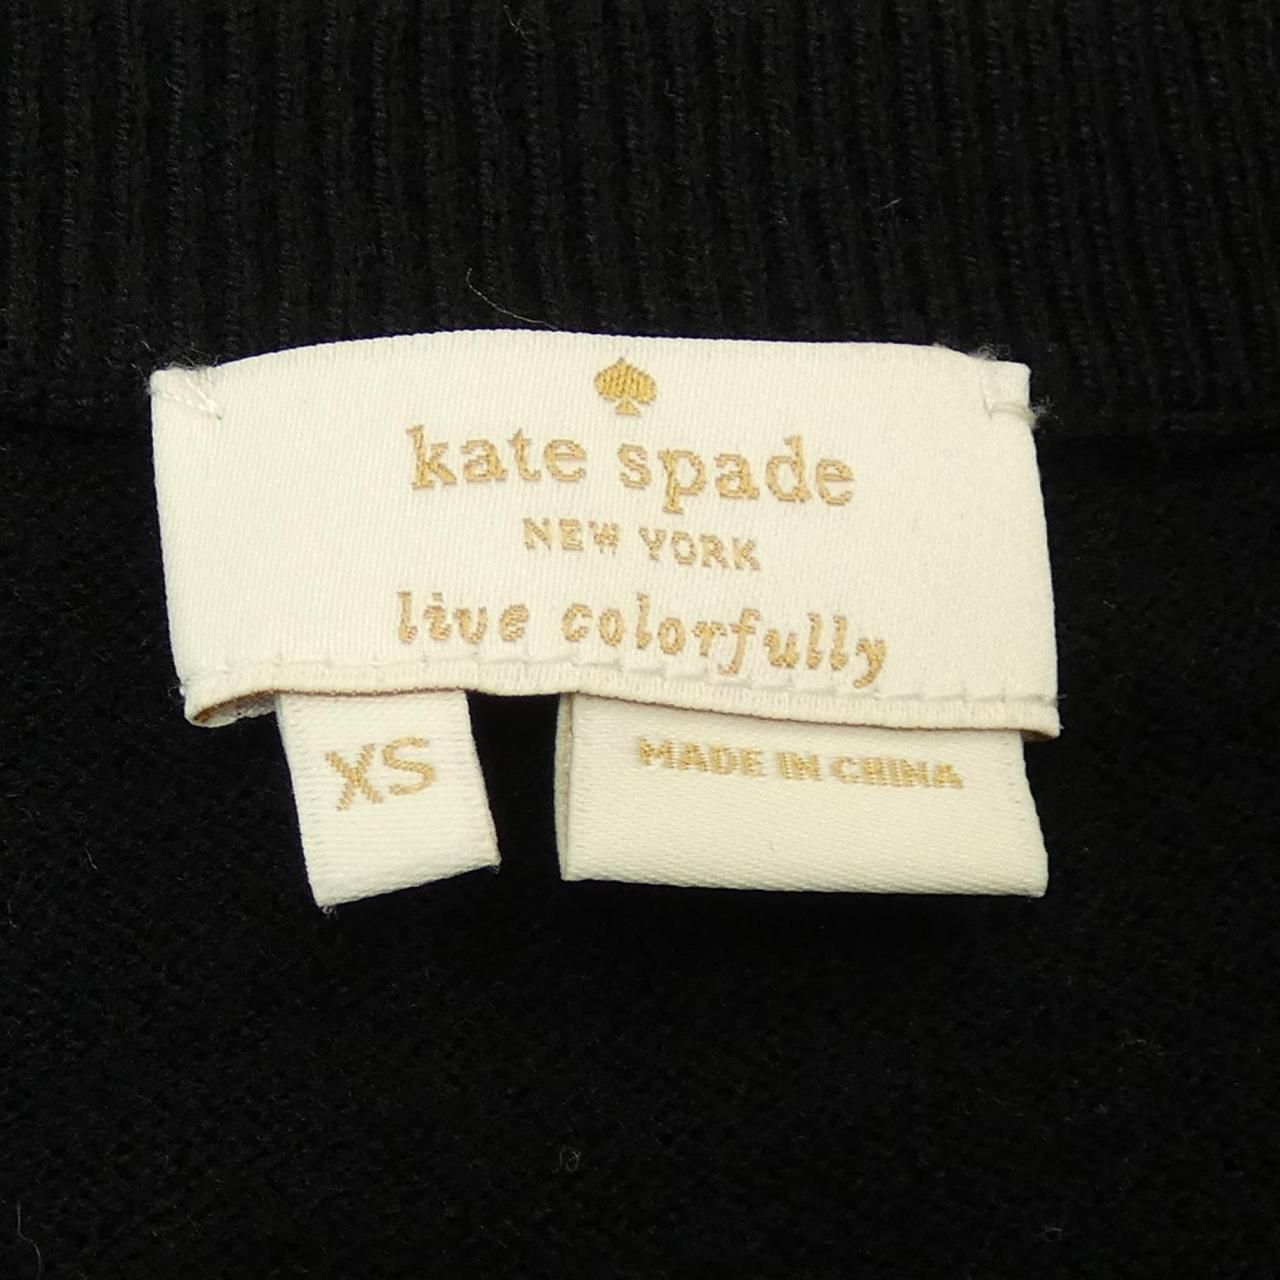 kate spade
NEW YORK
live colorfully
XS
MADE IN CHINA